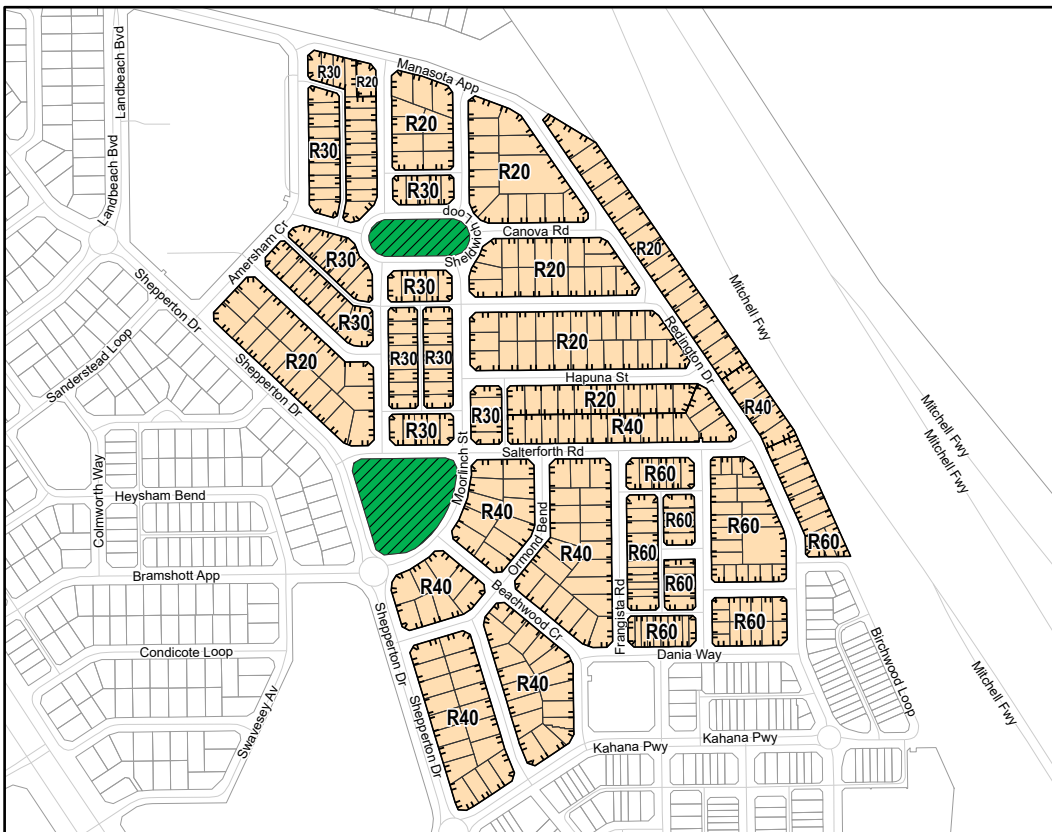 Landbeach Bvd
Landbeach Bvd
Manasota App
R30
R20
R20
R30
R20
R30
Sheldwich Loop
Canova Rd
Amersham Cr
R30
R20
R20
Mitchell Fwy
Shepperton Dr
R30
R30
R20
Redington Dr
Sanderstead Loop
R20
Shepperton Dr
R30
R30
Hapuna St
R20
R40
Mitchell Fwy
R30
R30
R40
Moorlinch St
Salterforth Rd
Mitchell Fwy
Colmworth Way
Heysham Bend
R40
R60
R60
R60
Ormond Bend
R40
R60
R60
Bramshott App
R60
R40
Beachwood Cr
Shepperton Dr
Frangista Rd
R60
R60
Birchwood Loop
Condicote Loop
Dania Way
Mitchell Fwy
Swavesey Av
R40
R40
Shepperton Dr
Kahana Pwy
Kahana Pwy